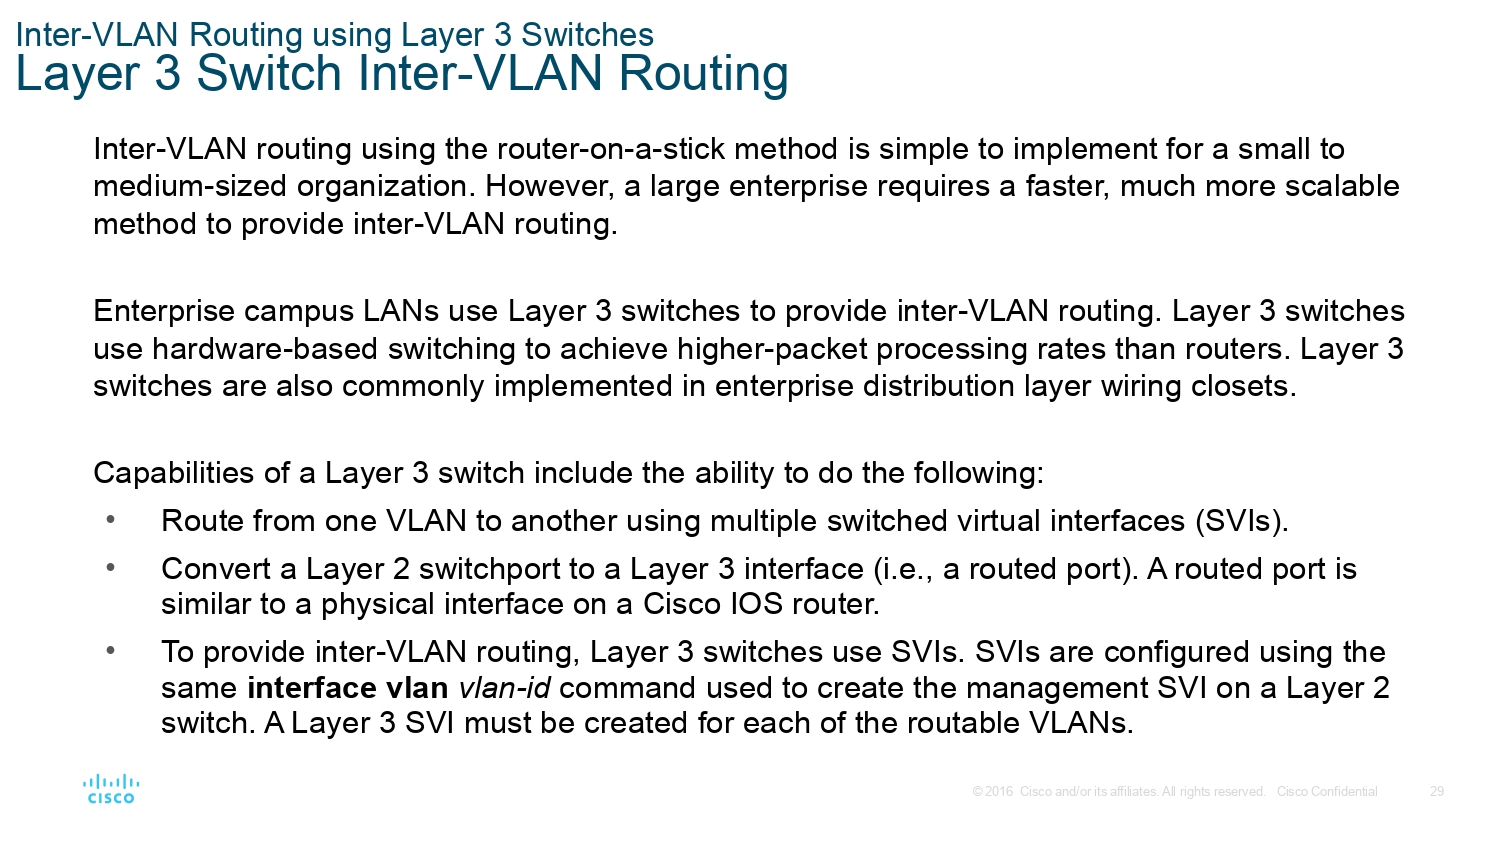 Inter-VLAN Routing using Layer 3 Switches
Layer 3 Switch Inter-VLAN Routing
Inter-VLAN routing using the router-on-a-stick method is simple to implement for a small to
medium-sized organization. However, a large enterprise requires a faster, much more scalable
method to provide inter-VLAN routing.
Enterprise campus LANs use Layer 3 switches to provide inter-VLAN routing. Layer 3 switches
use hardware-based switching to achieve higher-packet processing rates than routers. Layer 3
switches are also commonly implemented in enterprise distribution layer wiring closets.
Capabilities of a Layer 3 switch include the ability to do the following:
• Route from one VLAN to another using multiple switched virtual interfaces (SVIs).
• Convert a Layer 2 switchport to a Layer 3 interface (i.e., a routed port). A routed port is
similar to a physical interface on a Cisco IOS router.
• To provide inter-VLAN routing, Layer 3 switches use SVIs. SVIs are configured using the
same interface vlan vlan-id command used to create the management SVI on a Layer 2
switch. A Layer 3 SVI must be created for each of the routable VLANs.
CISCO
© 2016 Cisco and/or its affiliates. All rights reserved. Cisco Confidential
29